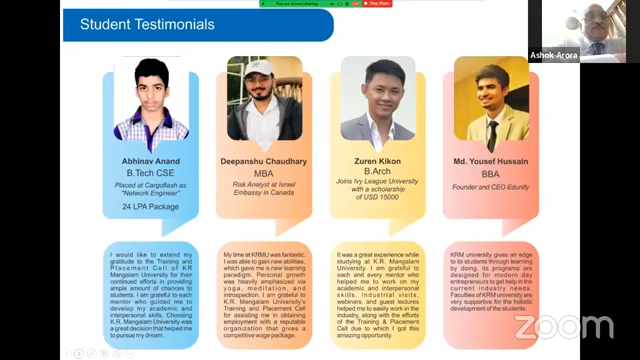 You are screen sharing
Stop Share
Student Testimonials
Ashok Arora
Abhinav Anand
B.Tech CSE
Placed at Cargoflash as
"Network Engineer"
24 LPA Package
Deepanshu Chaudhary
MBA
Risk Analyst at Israel
Embassy in Canada
Zuren Kikon
B.Arch
Joins Ivy League University
with a scholarship of
USD 15000
Md. Yousef Hussain
BBA
Founder and CEO Edunify
I would like to extend my
gratitude to the Training and
Placement Cell of KR
Mangalam University for their
continued efforts in providing
ample amount of chances to
students. I am grateful to each
mentor who guided me to
develop my academic and
interpersonal skills. Choosing
K.R. Mangalam University was
a great decision that helped me
to pursue my dream.
My time at KRMU was fantastic.
I was able to gain new abilities,
which gave me a new learning
paradigm. Personal growth
was heavily emphasized via
yoga, meditation, and
introspection. I am grateful to
K.R. Mangalam University's
Training and Placement Cell
for assisting me in obtaining
employment with a reputable
organization that gives a
competitive wage package.
It was a great experience while
studying at K.R. Mangalam
University. I am grateful to
each and every mentor who
helped me to work on my
academic and interpersonal
skills. Industrial visits,
webinars, and guest lectures
helped me to easily work in the
industry, along with the efforts
of the Training & Placement
Cell due to which I got this
amazing opportunity.
KRM university gives an edge
to its students through learning
by doing, its programs are
designed for modern day
entrepreneurs to get help in the
current industry needs.
Faculties of KRM University are
very supportive for the holistic
development of the students.
zoom